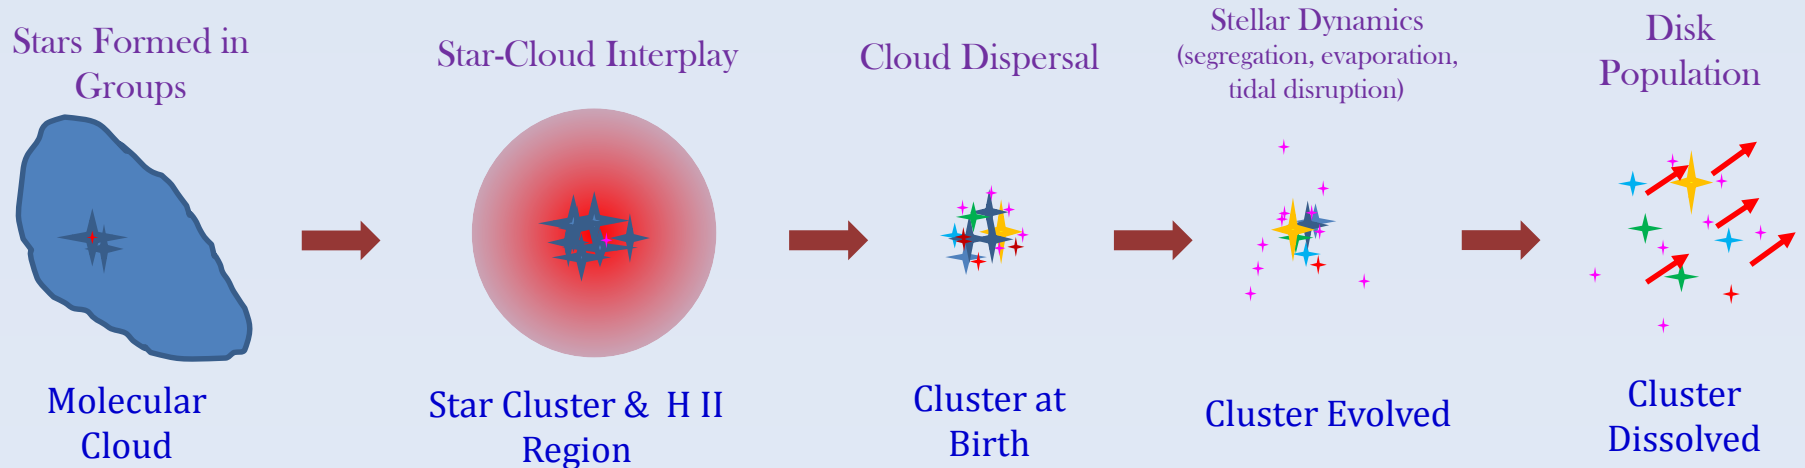 Stars Formed in
Groups
Star-Cloud Interplay
Cloud Dispersal
Stellar Dynamics
(segregation, evaporation,
tidal disruption)
Disk
Population
Molecular
Cloud
Star Cluster & H II
Region
Cluster at
Birth
Cluster Evolved
Cluster
Dissolved